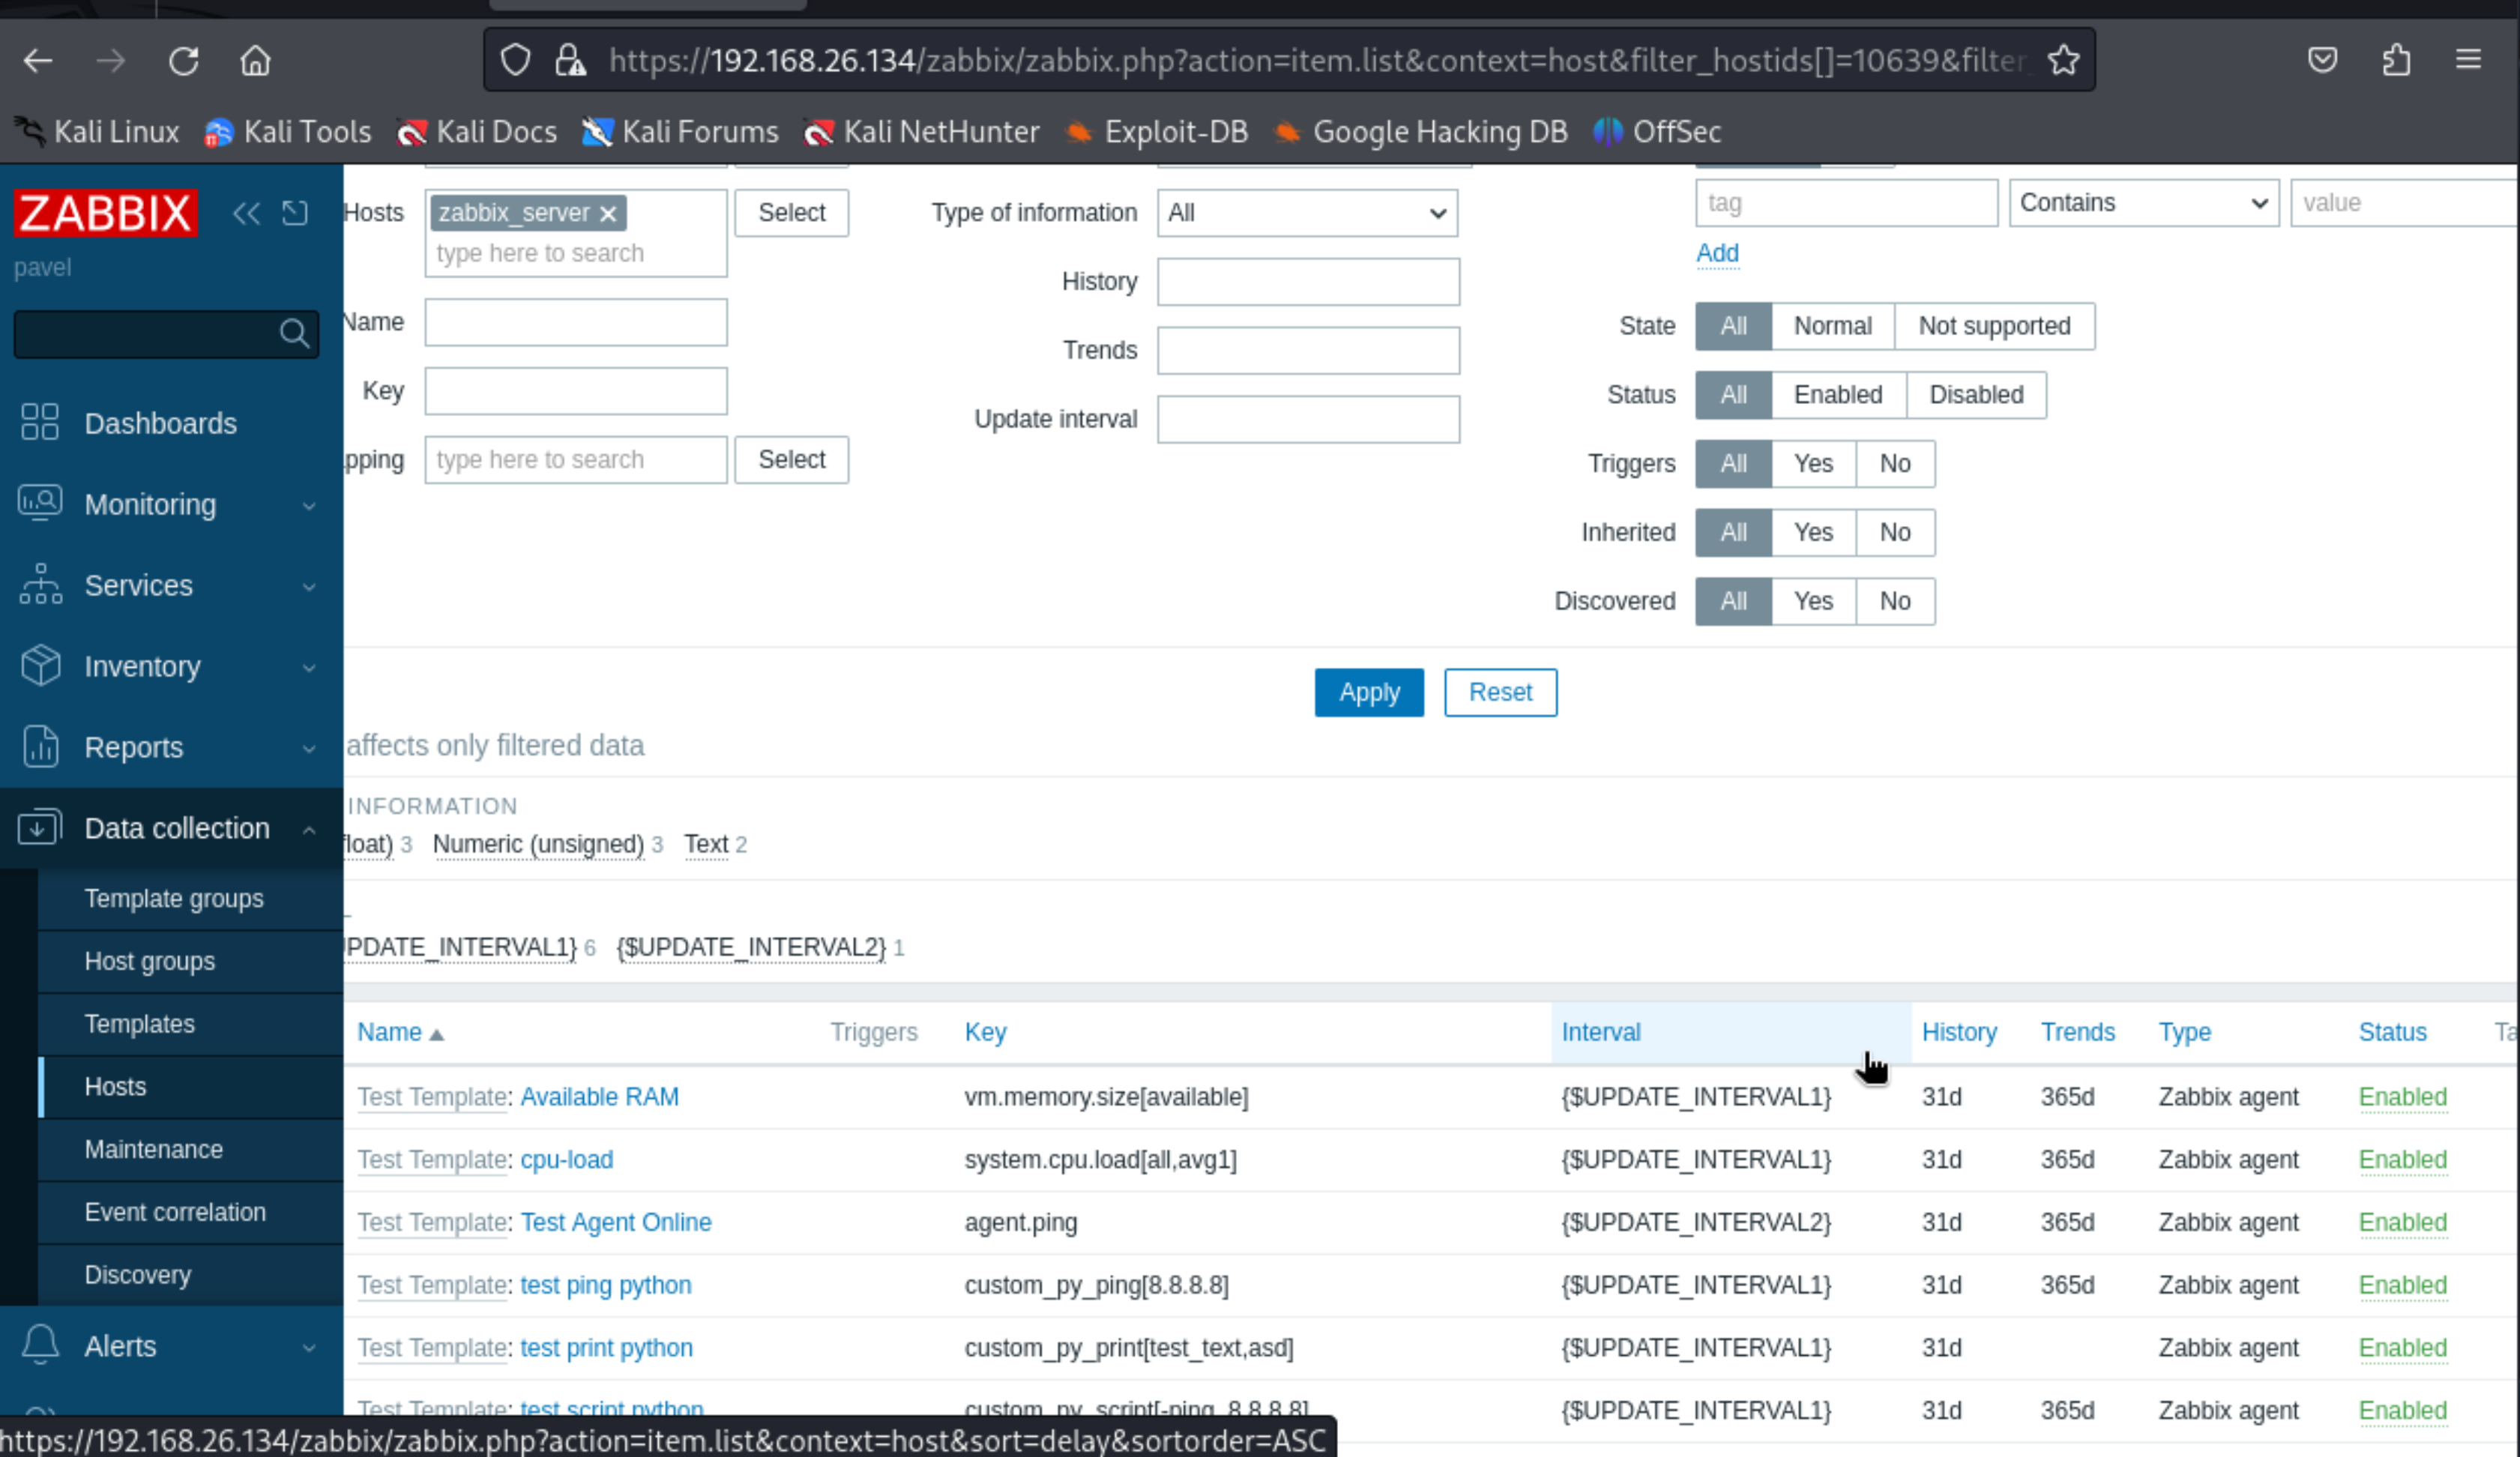 https://192.168.26.134/zabbix/zabbix.php?action=item.list&context=host&filter_hostids[]=10639&filter_
Kali Linux Kali Tools Kali Docs Kali Forums Kali NetHunter Exploit-DB Google Hacking DB OffSec
ZABBIX
pavel
Dashboards
Monitoring
Services
Inventory
Reports
Data collection
Template groups
Host groups
Templates
Hosts
Maintenance
Event correlation
Discovery
Alerts
Hosts zabbix_server Select
type here to search
Name
Key
pping type here to search Select
Type of information All
History
Trends
Update interval
tag Contains value
Add
State All Normal Not supported
Status All Enabled Disabled
Triggers All Yes No
Inherited All Yes No
Discovered All Yes No
Apply Reset
affects only filtered data
INFORMATION
float) 3 Numeric (unsigned) 3 Text 2
UPDATE_INTERVAL1} 6 {$UPDATE_INTERVAL2} 1
Name Triggers Key Interval History Trends Type Status Ta
Test Template: Available RAM vm.memory.size[available] {$UPDATE_INTERVAL1} 31d 365d Zabbix agent Enabled
Test Template: cpu-load system.cpu.load[all,avg1] {$UPDATE_INTERVAL1} 31d 365d Zabbix agent Enabled
Test Template: Test Agent Online agent.ping {$UPDATE_INTERVAL2} 31d 365d Zabbix agent Enabled
Test Template: test ping python custom_py_ping[8.8.8.8] {$UPDATE_INTERVAL1} 31d 365d Zabbix agent Enabled
Test Template: test print python custom_py_print[test_text,asd] {$UPDATE_INTERVAL1} 31d Zabbix agent Enabled
Test Template: test script python custom_py_script[-ping, 8.8.8.8] {$UPDATE_INTERVAL1} 31d 365d Zabbix agent Enabled
https://192.168.26.134/zabbix/zabbix.php?action=item.list&context=host&sort=delay&sortorder=ASC